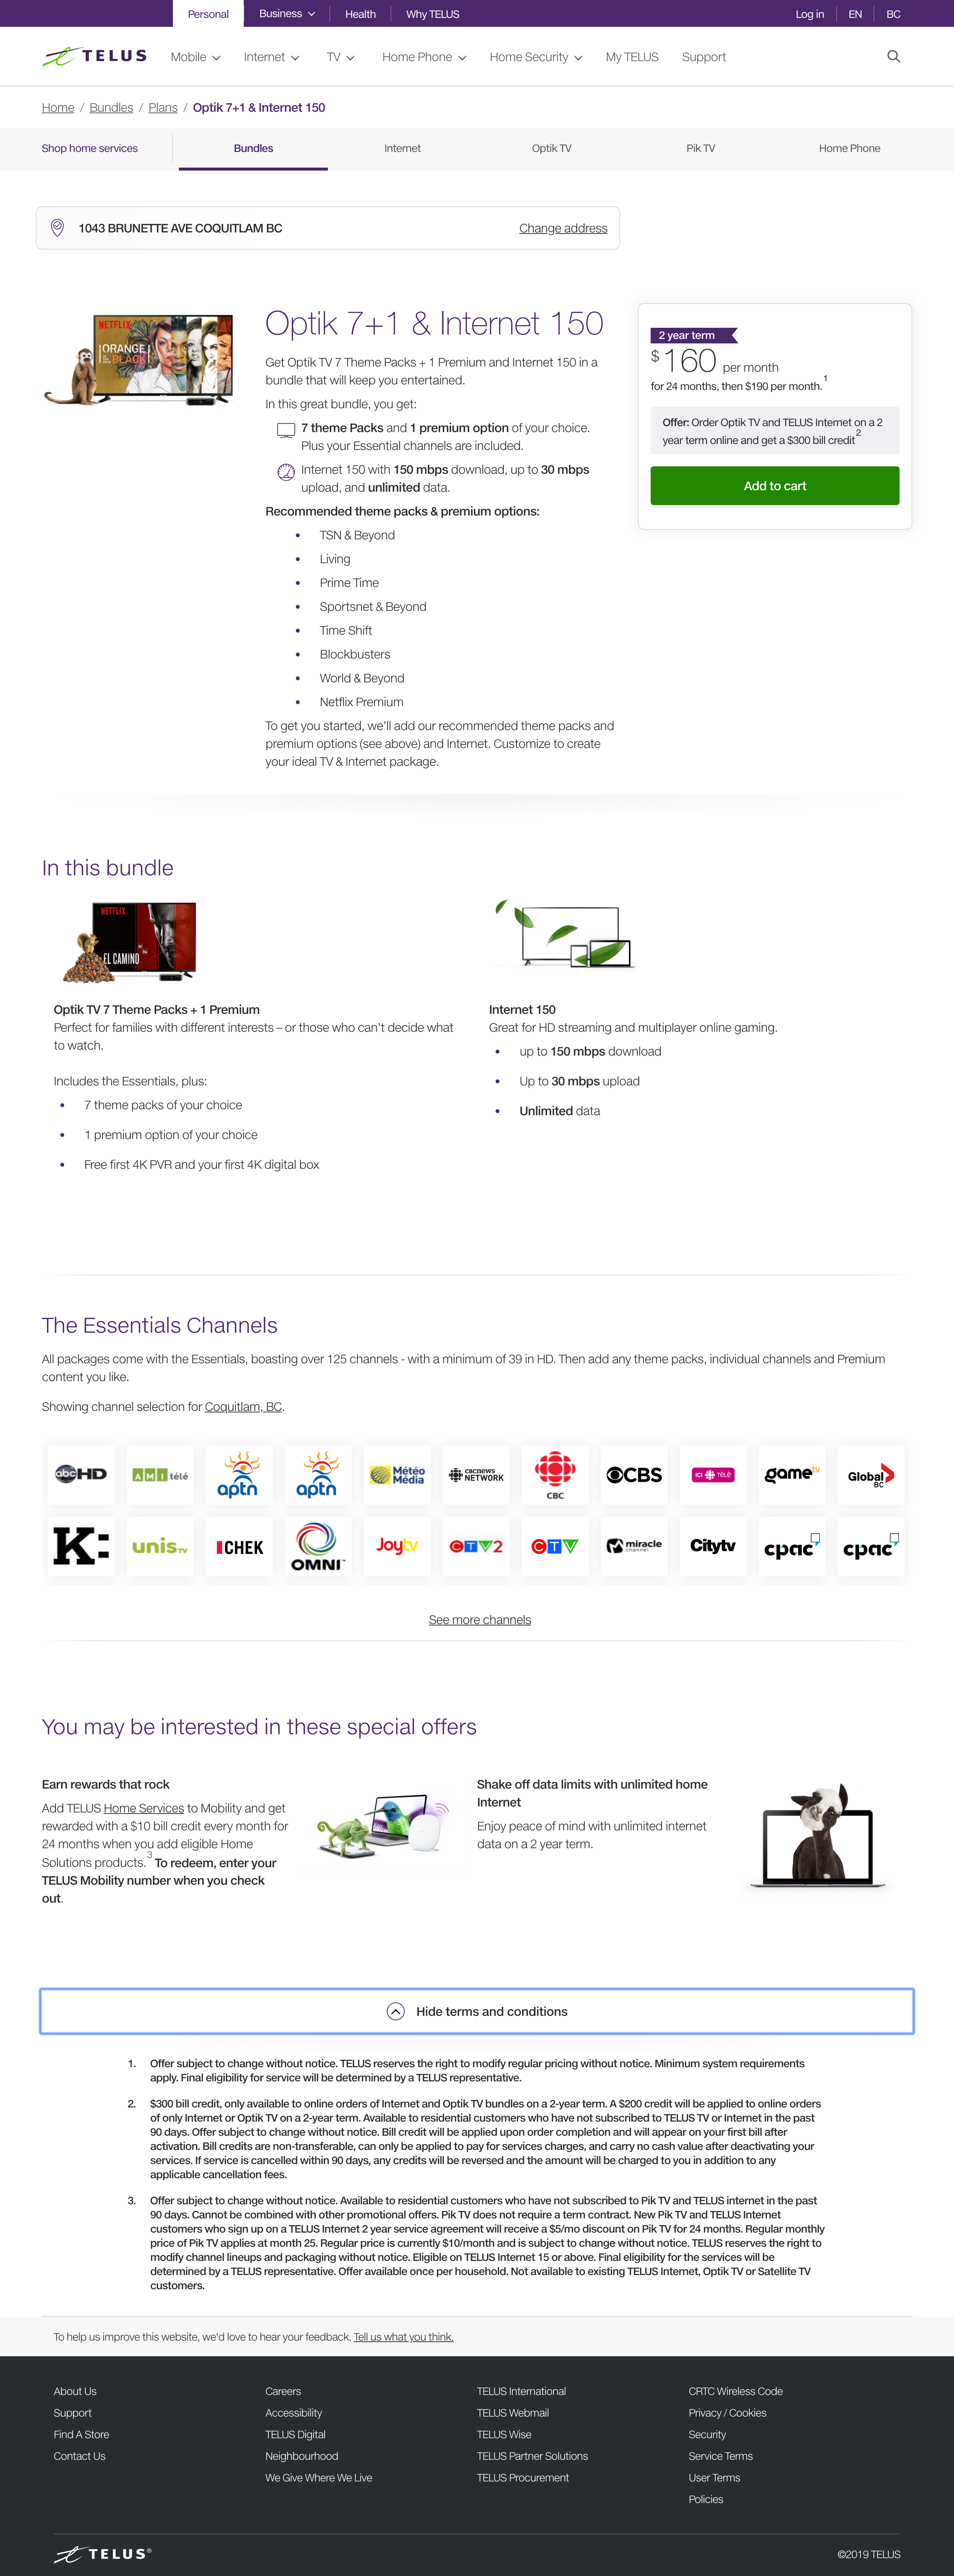 Personal
Business
Health
Why TELUS
Log in
EN
BC
TELUS
Mobile
Internet
TV
Home Phone
Home Security
My TELUS
Support
Home / Bundles / Plans / Optik 7+1 & Internet 150
Shop home services
Bundles
Internet
Optik TV
Pik TV
Home Phone
1043 BRUNETTE AVE COQUITLAM BC
Change address
NETFLIX
ORANGE
BLACK
Optik 7+1 & Internet 150
Get Optik TV 7 Theme Packs + 1 Premium and Internet 150 in a
bundle that will keep you entertained.
In this great bundle, you get:
7 theme Packs and 1 premium option of your choice.
Plus your Essential channels are included.
Internet 150 with 150 mbps download, up to 30 mbps
upload, and unlimited data.
Recommended theme packs & premium options:
• TSN & Beyond
• Living
• Prime Time
• Sportsnet & Beyond
• Time Shift
• Blockbusters
• World & Beyond
• Netflix Premium
To get you started, we'll add our recommended theme packs and
premium options (see above) and Internet. Customize to create
your ideal TV & Internet package.
2 year term
$160 per month
for 24 months, then $190 per month.1
Offer: Order Optik TV and TELUS Internet on a 2
year term online and get a $300 bill credit2
Add to cart
In this bundle
NETFLIX
EL CAMINO
Optik TV 7 Theme Packs + 1 Premium
Perfect for families with different interests – or those who can't decide what
to watch.
Includes the Essentials, plus:
• 7 theme packs of your choice
• 1 premium option of your choice
• Free first 4K PVR and your first 4K digital box
Internet 150
Great for HD streaming and multiplayer online gaming.
• up to 150 mbps download
• Up to 30 mbps upload
• Unlimited data
The Essentials Channels
All packages come with the Essentials, boasting over 125 channels - with a minimum of 39 in HD. Then add any theme packs, individual channels and Premium
content you like.
Showing channel selection for Coquitlam, BC.
abc HD
AMI télé
aptn
aptn
Météo Média
cbc news NETWORK
CBC
CBS
ICI TÉLÉ
game tv
Global BC
K:
unis TV
CHEK
OMNI™
Joytv
CTV2
CTV
miracle channel
Citytv
cpac
cpac
See more channels
You may be interested in these special offers
Earn rewards that rock
Add TELUS Home Services to Mobility and get
rewarded with a $10 bill credit every month for
24 months when you add eligible Home
Solutions products.3 To redeem, enter your
TELUS Mobility number when you check
out.
Shake off data limits with unlimited home
Internet
Enjoy peace of mind with unlimited internet
data on a 2 year term.
Hide terms and conditions
1. Offer subject to change without notice. TELUS reserves the right to modify regular pricing without notice. Minimum system requirements
apply. Final eligibility for service will be determined by a TELUS representative.
2. $300 bill credit, only available to online orders of Internet and Optik TV bundles on a 2-year term. A $200 credit will be applied to online orders
of only Internet or Optik TV on a 2-year term. Available to residential customers who have not subscribed to TELUS TV or Internet in the past
90 days. Offer subject to change without notice. Bill credit will be applied upon order completion and will appear on your first bill after
activation. Bill credits are non-transferable, can only be applied to pay for services charges, and carry no cash value after deactivating your
services. If service is cancelled within 90 days, any credits will be reversed and the amount will be charged to you in addition to any
applicable cancellation fees.
3. Offer subject to change without notice. Available to residential customers who have not subscribed to Pik TV and TELUS internet in the past
90 days. Cannot be combined with other promotional offers. Pik TV does not require a term contract. New Pik TV and TELUS Internet
customers who sign up on a TELUS Internet 2 year service agreement will receive a $5/mo discount on Pik TV for 24 months. Regular monthly
price of Pik TV applies at month 25. Regular price is currently $10/month and is subject to change without notice. TELUS reserves the right to
modify channel lineups and packaging without notice. Eligible on TELUS Internet 15 or above. Final eligibility for the services will be
determined by a TELUS representative. Offer available once per household. Not available to existing TELUS Internet, Optik TV or Satellite TV
customers.
To help us improve this website, we'd love to hear your feedback. Tell us what you think.
About Us
Support
Find A Store
Contact Us
Careers
Accessibility
TELUS Digital
Neighbourhood
We Give Where We Live
TELUS International
TELUS Webmail
TELUS Wise
TELUS Partner Solutions
TELUS Procurement
CRTC Wireless Code
Privacy / Cookies
Security
Service Terms
User Terms
Policies
TELUS®
©2019 TELUS